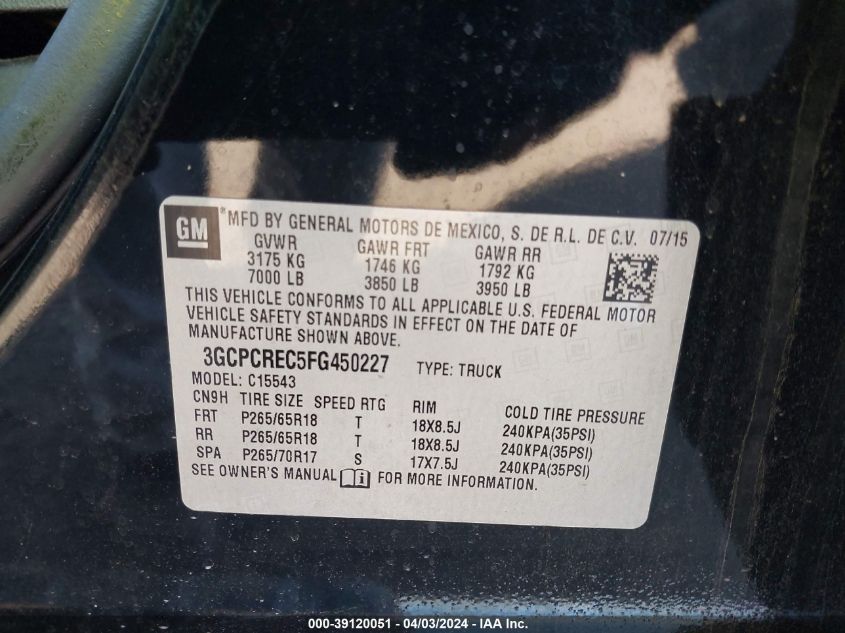 GM ® MFD BY GENERAL MOTORS DE MEXICO, S. DE R.L. DE C.V. 07/15
GVWR GAWR FRT GAWR RR
3175 KG 1746 KG 1792 KG
7000 LB 3850 LB 3950 LB
THIS VEHICLE CONFORMS TO ALL APPLICABLE U.S. FEDERAL MOTOR
VEHICLE SAFETY STANDARDS IN EFFECT ON THE DATE OF
MANUFACTURE SHOWN ABOVE.
3GCPCREC5FG450227 TYPE: TRUCK
MODEL: C15543
CN9H TIRE SIZE SPEED RTG RIM COLD TIRE PRESSURE
FRT P265/65R18 T 18X8.5J 240KPA(35PSI)
RR P265/65R18 T 18X8.5J 240KPA(35PSI)
SPA P265/70R17 S 17X7.5J 240KPA(35PSI)
SEE OWNER'S MANUAL FOR MORE INFORMATION.
000-39120051 - 04/03/2024 - IAA Inc.